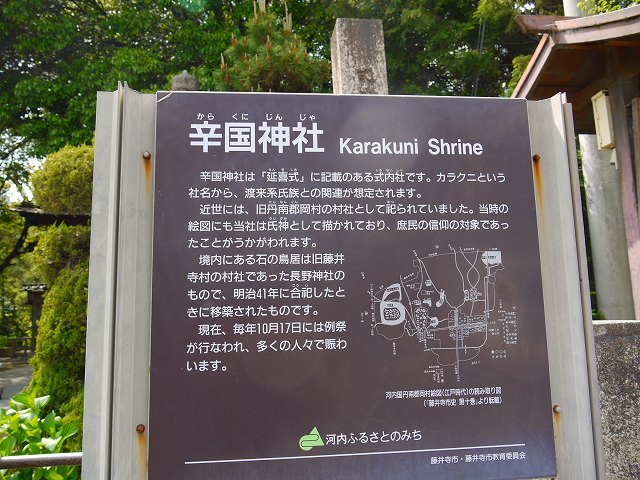 から くに じん じゃ
辛国神社 Karakuni Shrine
辛国神社は「延喜式」に記載のある式内社です。カラクニという
社名から、渡来系氏族との関連が想定されます。
近世には、旧丹南郡岡村の村社として祀られていました。当時の
絵図にも当社は氏神として描かれており、庶民の信仰の対象であっ
たことがうかがわれます。
境内にある石の鳥居は旧藤井
寺村の村社であった長野神社の
もので、明治41年に合祀したと
きに移築されたものです。
現在、毎年10月17日には例祭
が行なわれ、多くの人々で賑わ
います。
河内国丹南郡岡村絵図(江戸時代)の読み取り図
(「藤井寺市史 第十巻」より転載)
河内ふるさとのみち
藤井寺市・藤井寺市教育委員会